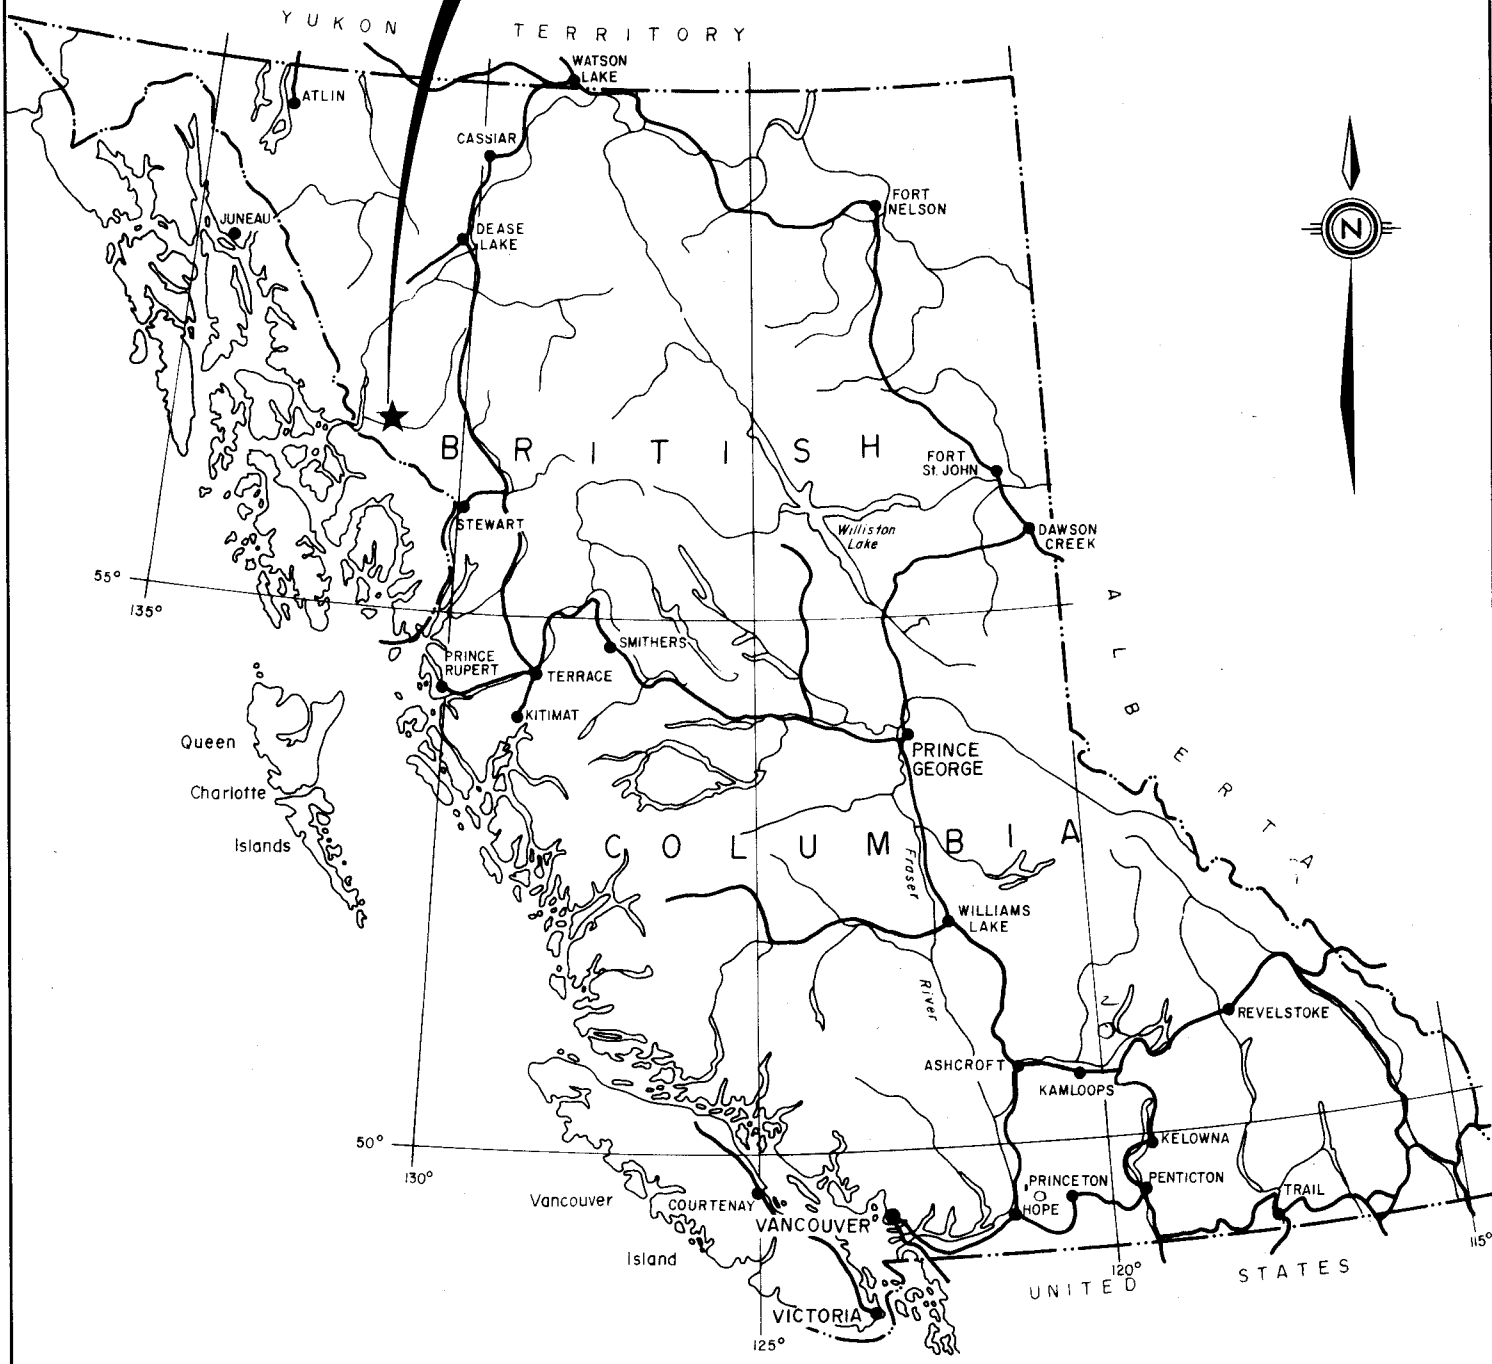 YUKON TERRITORY
WATSON
LAKE
ATLIN
CASSIAR
FORT
NELSON
JUNEAU
DEASE
LAKE
N
BRITISH
FORT
St. JOHN
STEWART
Williston
Lake
DAWSON
CREEK
55°
135°
ALBERTA
SMITHERS
PRINCE
RUPERT
TERRACE
KITIMAT
Queen
Charlotte
Islands
PRINCE
GEORGE
COLUMBIA
Fraser
River
WILLIAMS
LAKE
REVELSTOKE
ASHCROFT
KAMLOOPS
50°
130°
KELOWNA
PRINCETON
PENTICTON
HOPE
TRAIL
Vancouver
Island
COURTENAY
VANCOUVER
115°
120°
UNITED STATES
VICTORIA
125°